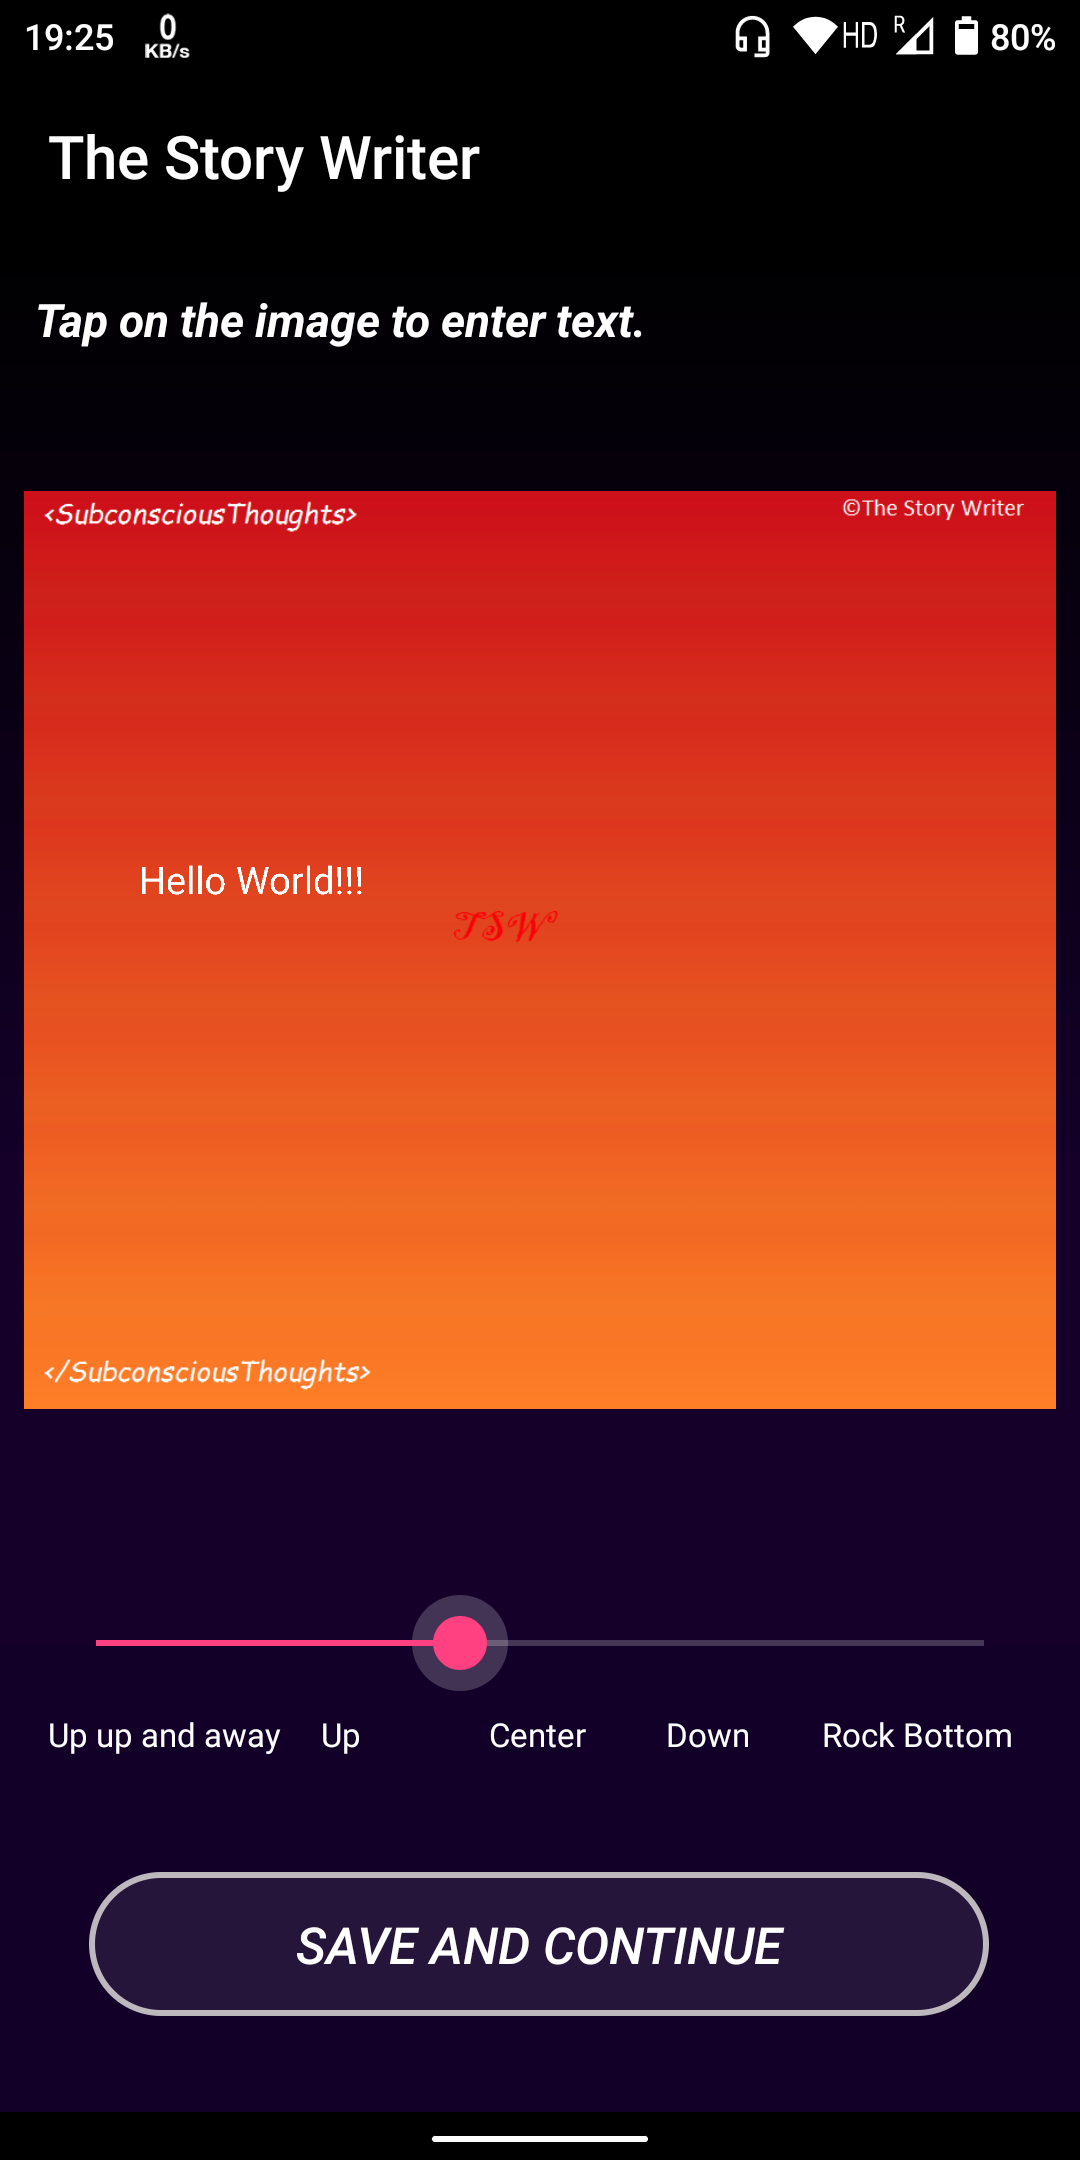 19:25 0 KB/s HD R 80%
The Story Writer
Tap on the image to enter text.
<SubconsciousThoughts> ©The Story Writer
Hello World!!!
TSW
</SubconsciousThoughts>
Up up and away Up Center Down Rock Bottom
SAVE AND CONTINUE